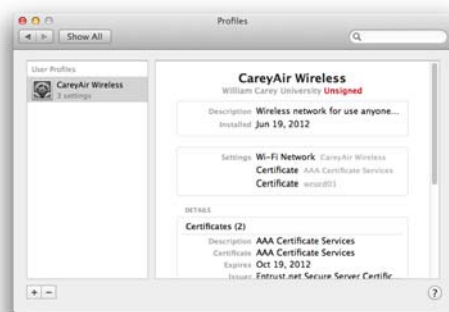 Profiles
Show All
User Profiles
CareyAir Wireless
3 settings
CareyAir Wireless
William Carey University Unsigned
Description Wireless network for use anyone...
Installed Jun 19, 2012
Settings Wi-Fi Network CareyAir Wireless
Certificate AAA Certificate Services
Certificate
DETAILS
Certificates (2)
Description AAA Certificate Services
Certificate AAA Certificate Services
Expires Oct 19, 2012
Issuer Entrust.net Secure Server Certific